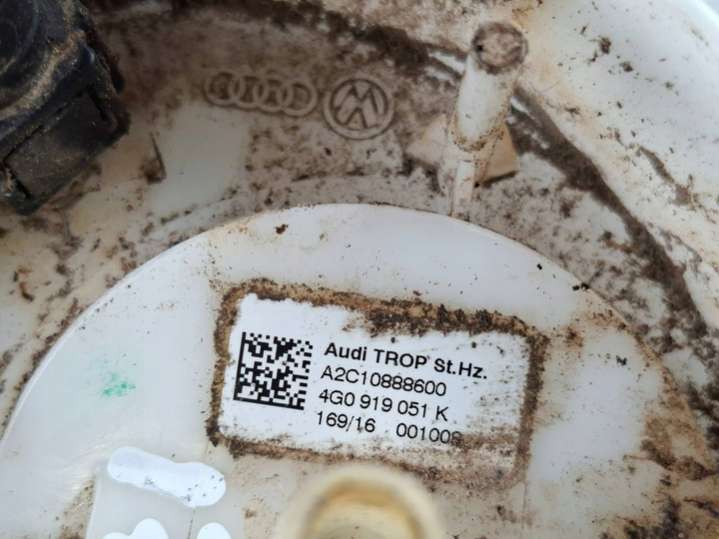 Audi TROP St.Hz.
A2C10888600
4G0 919 051 K
169/16 001008